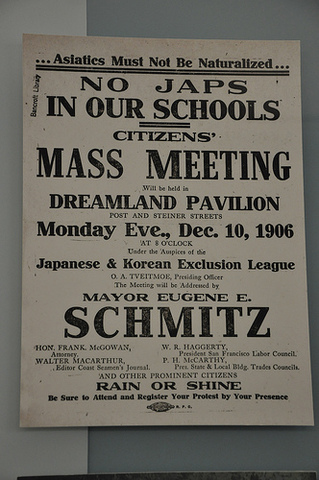 ...Asiatics Must Not Be Naturalized...
NO JAPS
IN OUR SCHOOLS
CITIZENS'
MASS MEETING
Will be held in
DREAMLAND PAVILION
POST AND STEINER STREETS
Monday Eve., Dec. 10, 1906
AT 8 O'CLOCK
Under the Auspices of the
Japanese & Korean Exclusion League
O. A. TVEITMOE, Presiding Officer
The Meeting will be Addressed by
MAYOR EUGENE E.
SCHMITZ
HON. FRANK. McGOWAN,
Attorney.
WALTER MACARTHUR,
Editor Coast Seamen's Journal.
W. R. HAGGERTY,
President San Francisco Labor Council.
P. H. McCARTHY,
Pres. State & Local Bldg. Trades Councils.
AND OTHER PROMINENT CITIZENS
RAIN OR SHINE
Be Sure to Attend and Register Your Protest by Your Presence
Bancroft Library